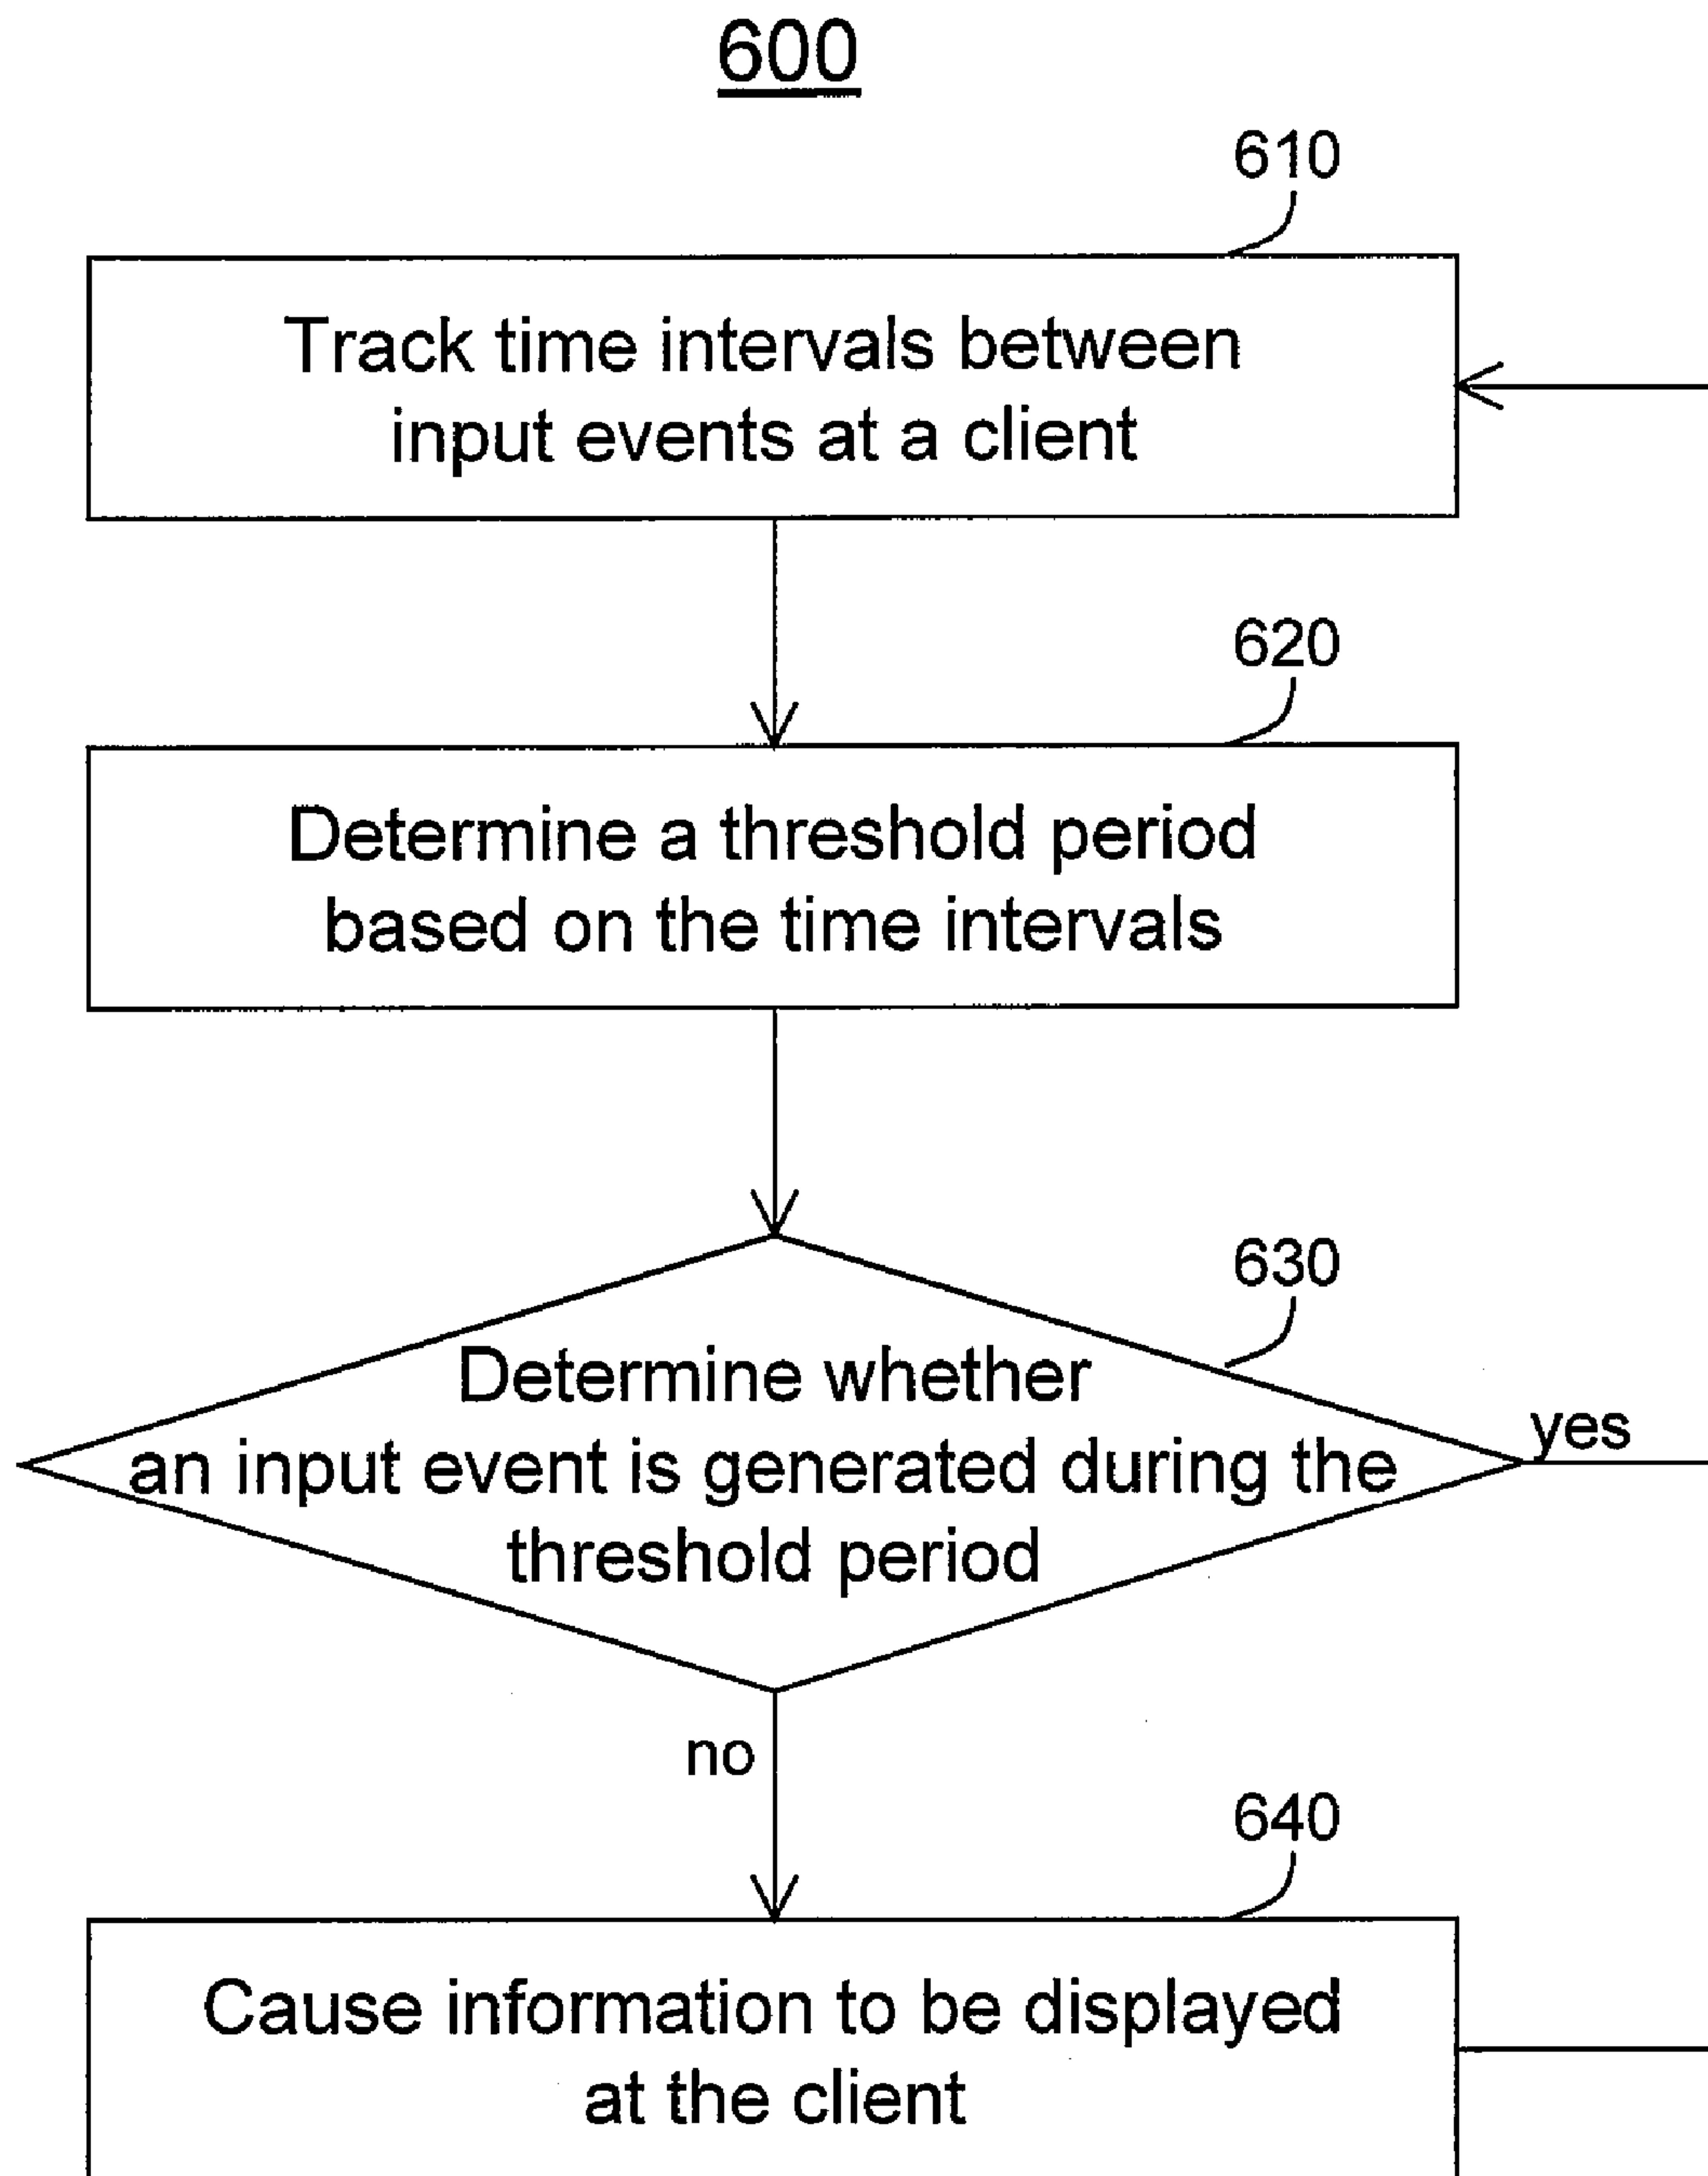 600
610
Track time intervals between
input events at a client
620
Determine a threshold period
based on the time intervals
630
Determine whether
an input event is generated during the
threshold period
yes
no
640
Cause information to be displayed
at the client